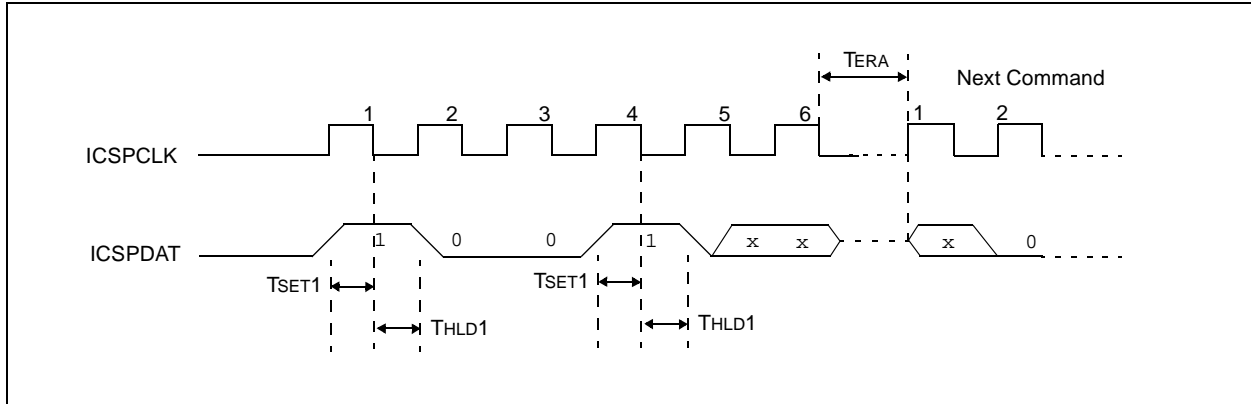 TERA
Next Command
1 2 3 4 5 6 1 2
ICSPCLK
ICSPDAT
1 0 0 1 x x x 0
TSET1 TSET1
THLD1 THLD1